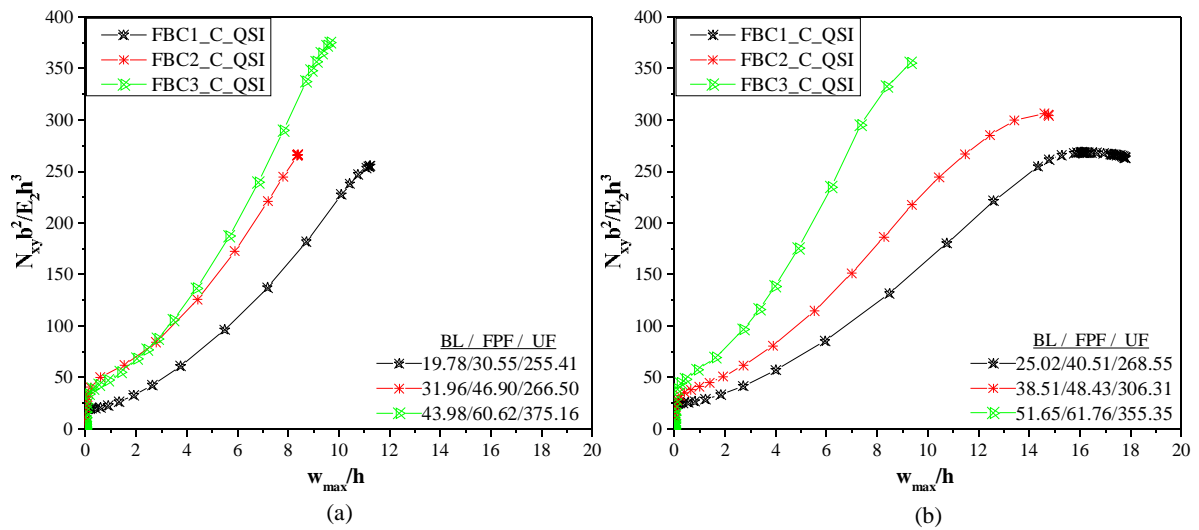 FBC1_C_QSI
FBC2_C_QSI
FBC3_C_QSI
400
350
300
250
200
150
100
50
0
N_xy b^2/E_2h^3
BL / FPF / UF
19.78/30.55/255.41
31.96/46.90/266.50
43.98/60.62/375.16
0 2 4 6 8 10 12 14 16 18 20
w_max/h
(a)
FBC1_C_QSI
FBC2_C_QSI
FBC3_C_QSI
400
350
300
250
200
150
100
50
0
N_xy b^2/E_2h^3
BL / FPF / UF
25.02/40.51/268.55
38.51/48.43/306.31
51.65/61.76/355.35
0 2 4 6 8 10 12 14 16 18 20
w_max/h
(b)